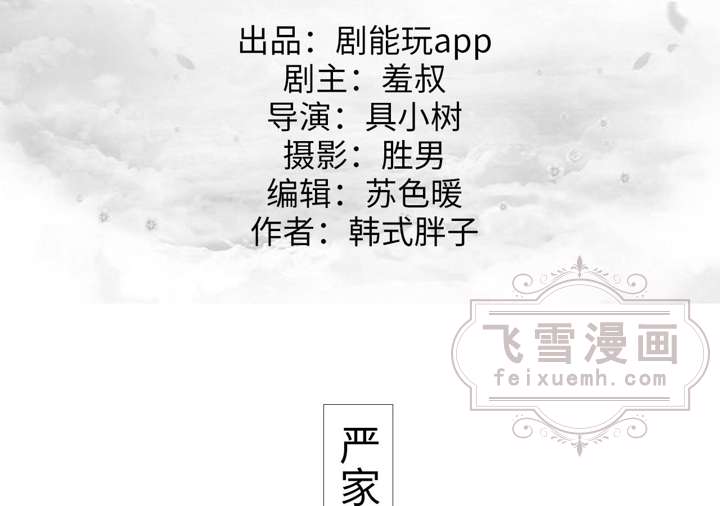 出品：剧能玩app
剧主：羞叔
导演：具小树
摄影：胜男
编辑：苏色暖
作者：韩式胖子
飞雪漫画
feixuemh.com
严家